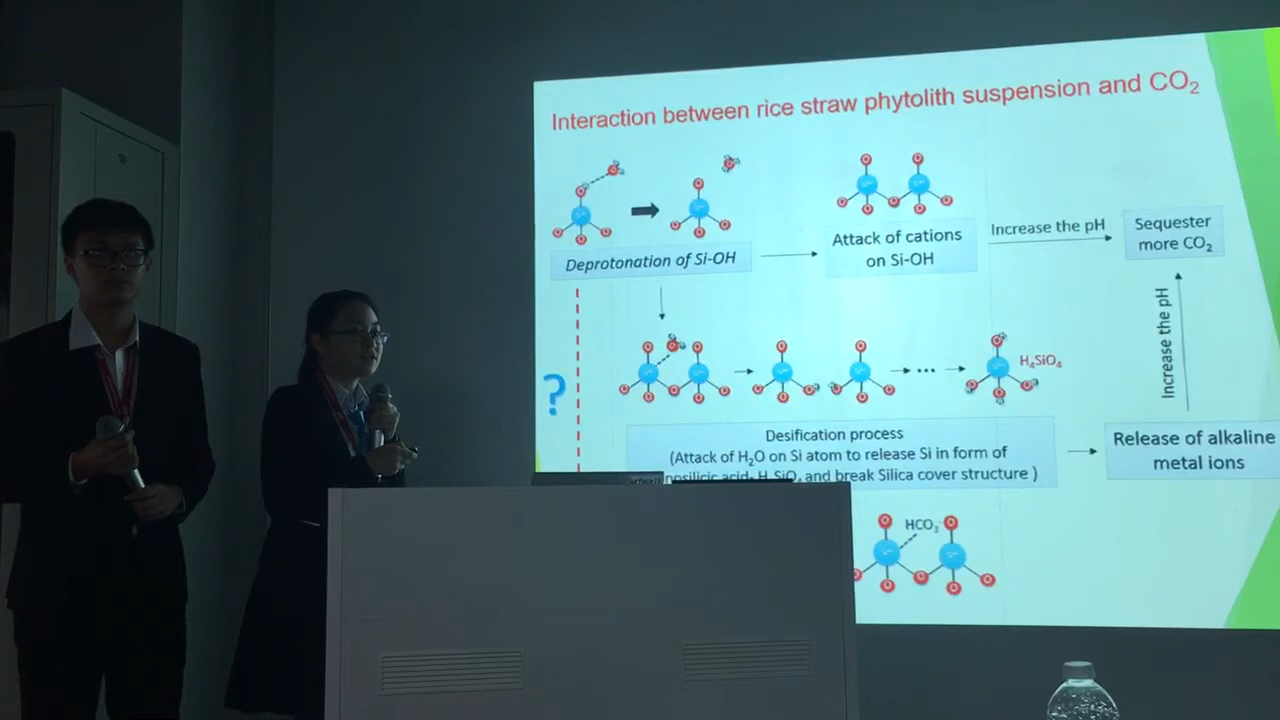 Interaction between rice straw phytolith suspension and CO₂
Deprotonation of Si-OH
Attack of cations
on Si-OH
Increase the pH
Sequester
more CO₂
Increase the pH
H₄SiO₄
?
...
Desification process
(Attack of H₂O on Si atom to release Si in form of
and break Silica cover structure )
Release of alkaline
metal ions
HCO₃⁻